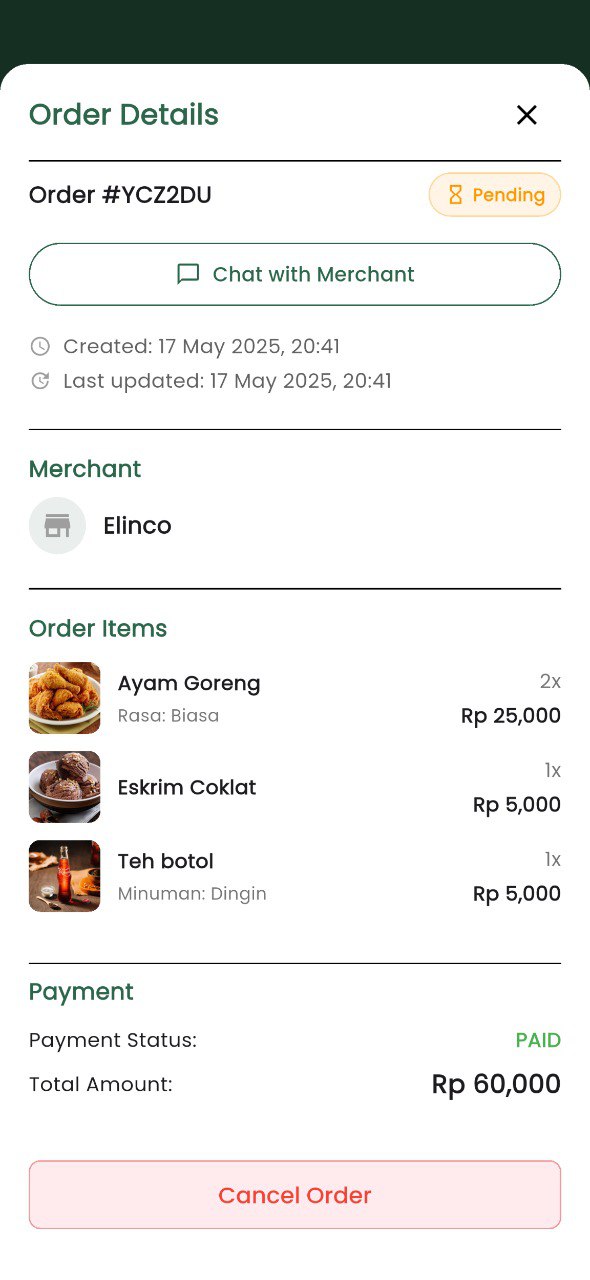 Order Details
Order #YCZ2DU
Pending
Chat with Merchant
Created: 17 May 2025, 20:41
Last updated: 17 May 2025, 20:41
Merchant
Elinco
Order Items
Ayam Goreng
2x
Rasa: Biasa
Rp 25,000
Eskrim Coklat
1x
Rp 5,000
Teh botol
1x
Minuman: Dingin
Rp 5,000
Payment
Payment Status:
PAID
Total Amount:
Rp 60,000
Cancel Order